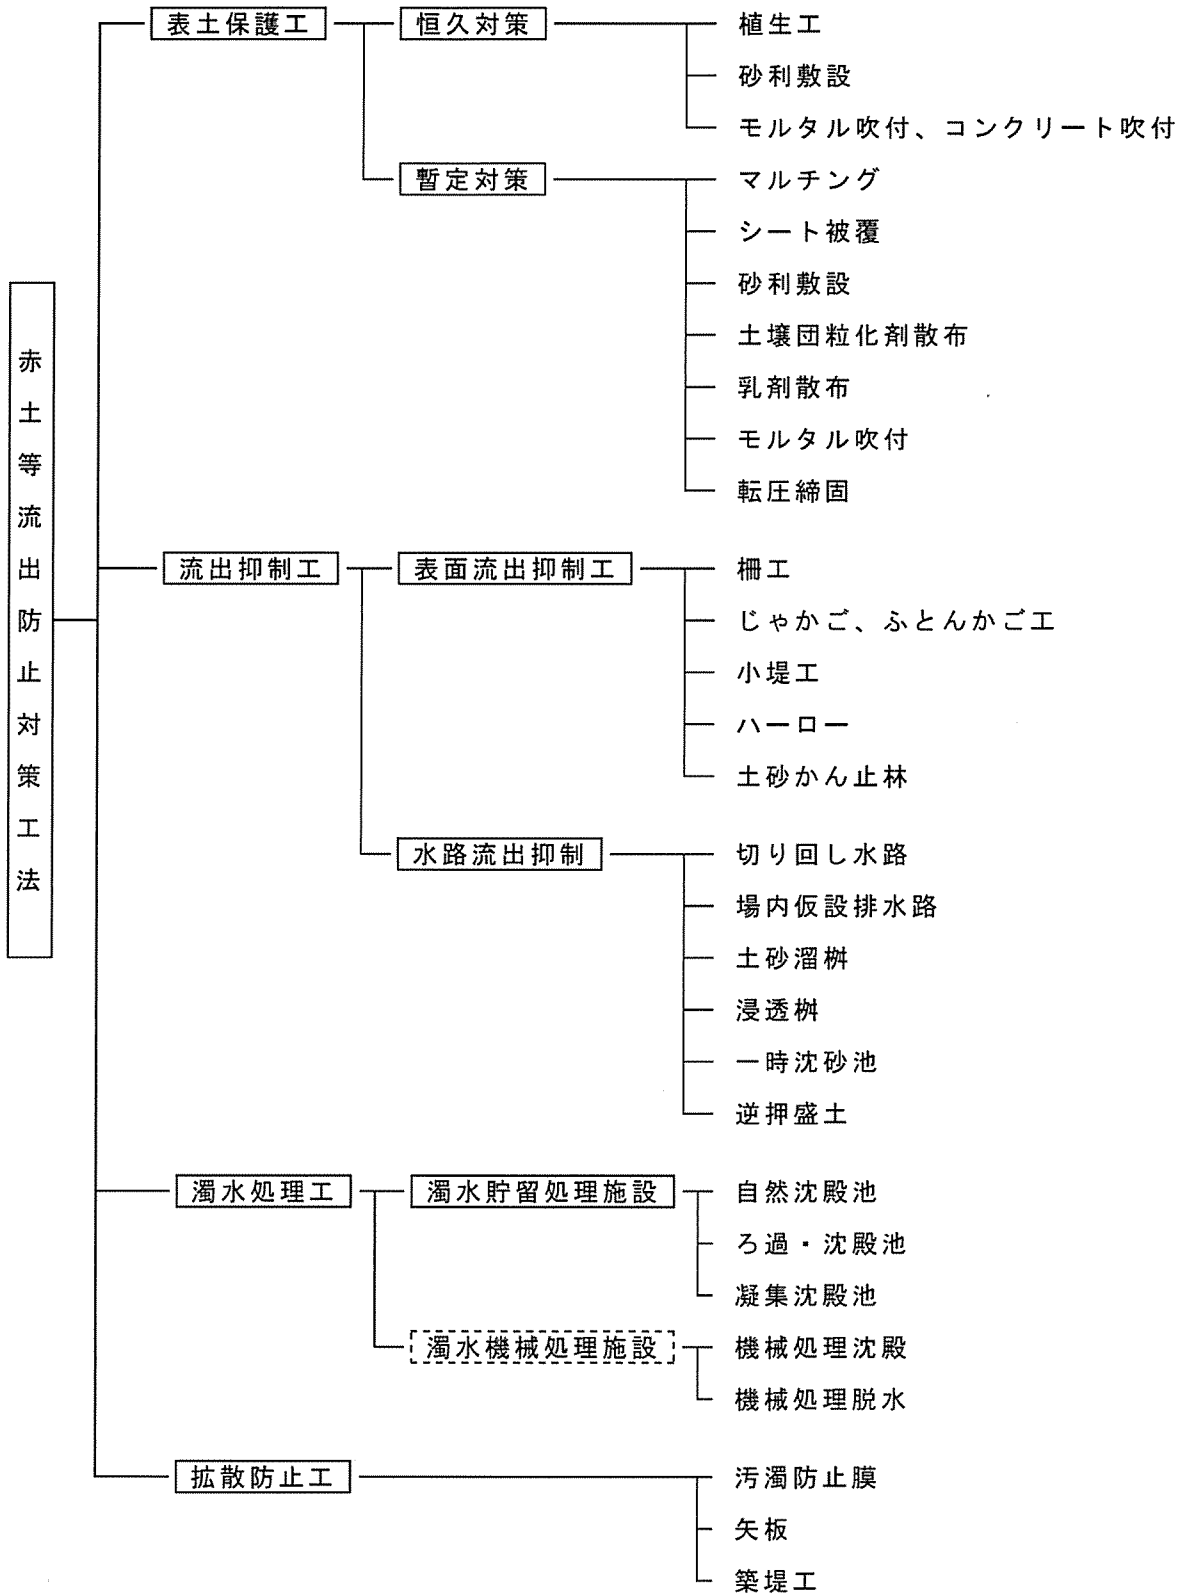 赤土等流出防止対策工法
表土保護工
恒久対策
植生工
砂利敷設
モルタル吹付、コンクリート吹付
暫定対策
マルチング
シート被覆
砂利敷設
土壌団粒化剤散布
乳剤散布
モルタル吹付
転圧締固
流出抑制工
表面流出抑制工
柵工
じゃかご、ふとんかご工
小堤工
ハーロー
土砂かん止林
水路流出抑制
切り回し水路
場内仮設排水路
土砂溜桝
浸透桝
一時沈砂池
逆押盛土
濁水処理工
濁水貯留処理施設
自然沈殿池
ろ過・沈殿池
凝集沈殿池
濁水機械処理施設
機械処理沈殿
機械処理脱水
拡散防止工
汚濁防止膜
矢板
築堤工